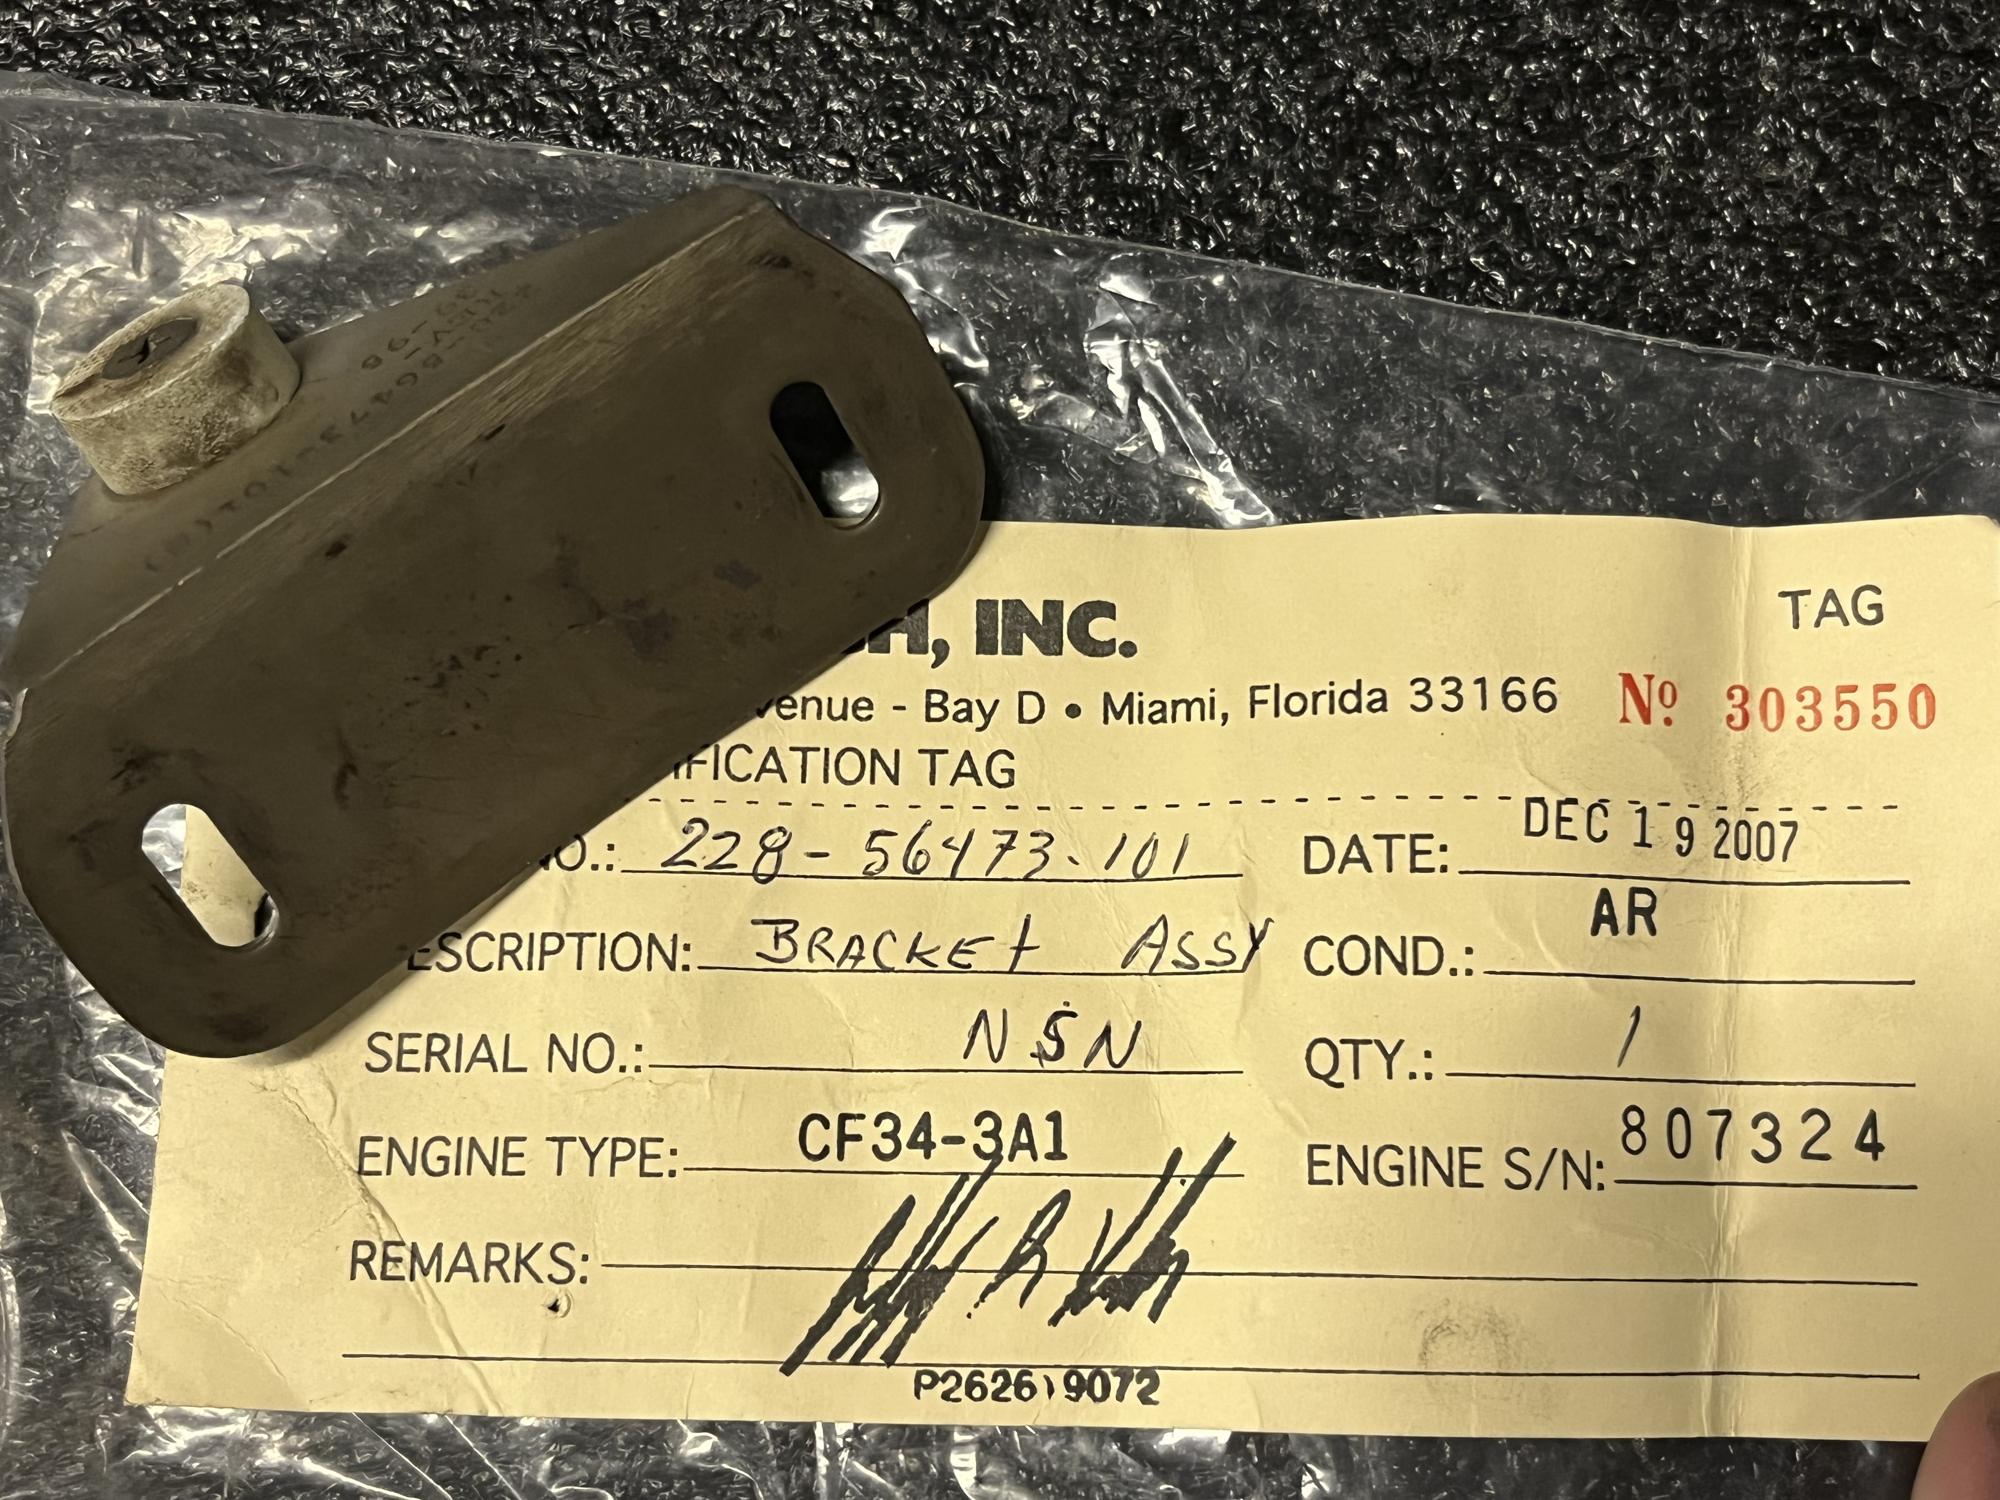 TAG
, INC.
venue - Bay D • Miami, Florida 33166 Nº 303550
IFICATION TAG
NO.: 228-56473-101 DATE: DEC 19 2007
ESCRIPTION: BRACKET ASSY COND.: AR
SERIAL NO.: NSN QTY.: 1
ENGINE TYPE: CF34-3A1 ENGINE S/N: 807324
REMARKS:
P2626 9072